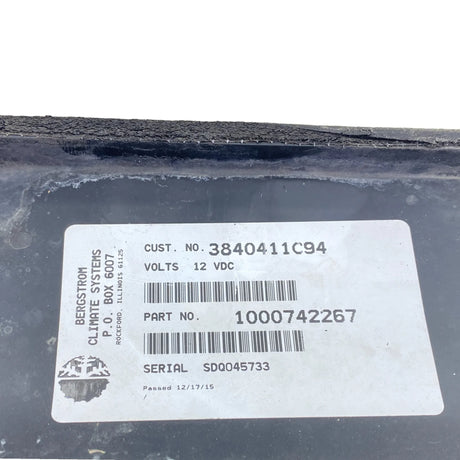 BERGSTROM
CLIMATE SYSTEMS
P.O. BOX 6007
ROCKFORD, ILLINOIS 61125
CUST. NO. 3840411C94
VOLTS 12 VDC
PART NO. 1000742267
SERIAL SDQ045733
Passed 12/17/15